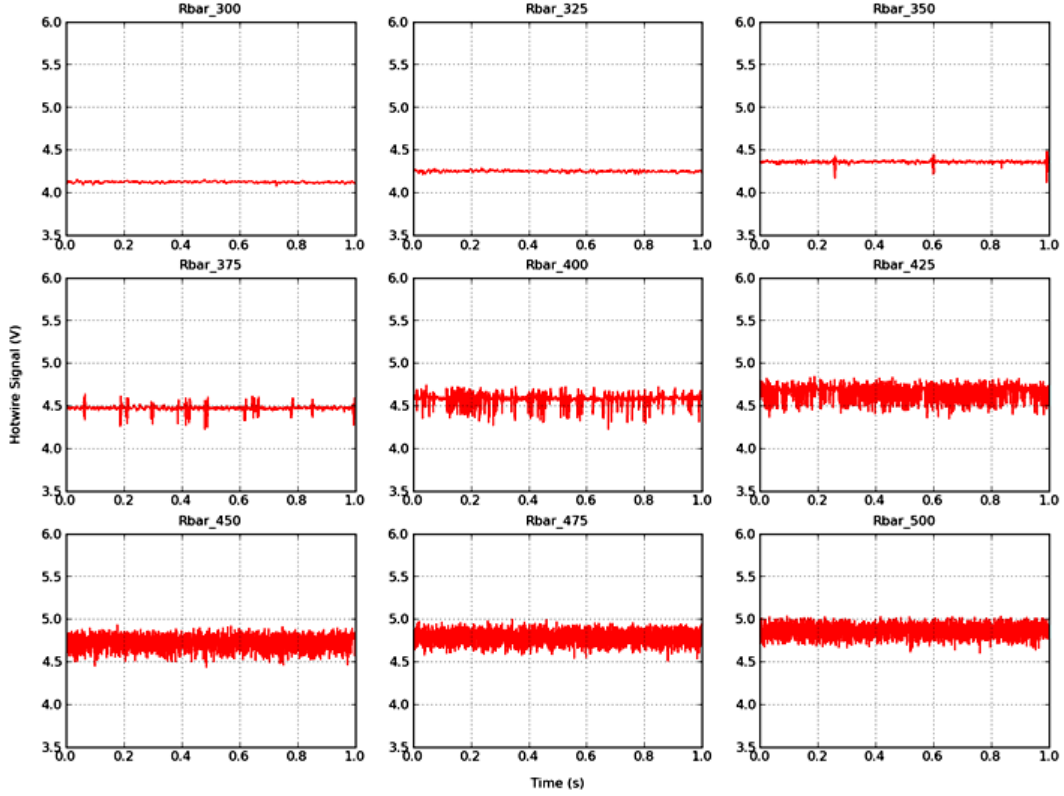 Rbar_300 Rbar_325 Rbar_350
6.0 6.0 6.0
5.5 5.5 5.5
5.0 5.0 5.0
4.5 4.5 4.5
4.0 4.0 4.0
3.5 3.5 3.5
0.0 0.2 0.4 0.6 0.8 1.0 0.0 0.2 0.4 0.6 0.8 1.0 0.0 0.2 0.4 0.6 0.8 1.0
Rbar_375 Rbar_400 Rbar_425
6.0 6.0 6.0
5.5 5.5 5.5
5.0 5.0 5.0
Hotwire Signal (V)
4.5 4.5 4.5
4.0 4.0 4.0
3.5 3.5 3.5
0.0 0.2 0.4 0.6 0.8 1.0 0.0 0.2 0.4 0.6 0.8 1.0 0.0 0.2 0.4 0.6 0.8 1.0
Rbar_450 Rbar_475 Rbar_500
6.0 6.0 6.0
5.5 5.5 5.5
5.0 5.0 5.0
4.5 4.5 4.5
4.0 4.0 4.0
3.5 3.5 3.5
0.0 0.2 0.4 0.6 0.8 1.0 0.0 0.2 0.4 0.6 0.8 1.0 0.0 0.2 0.4 0.6 0.8 1.0
Time (s)